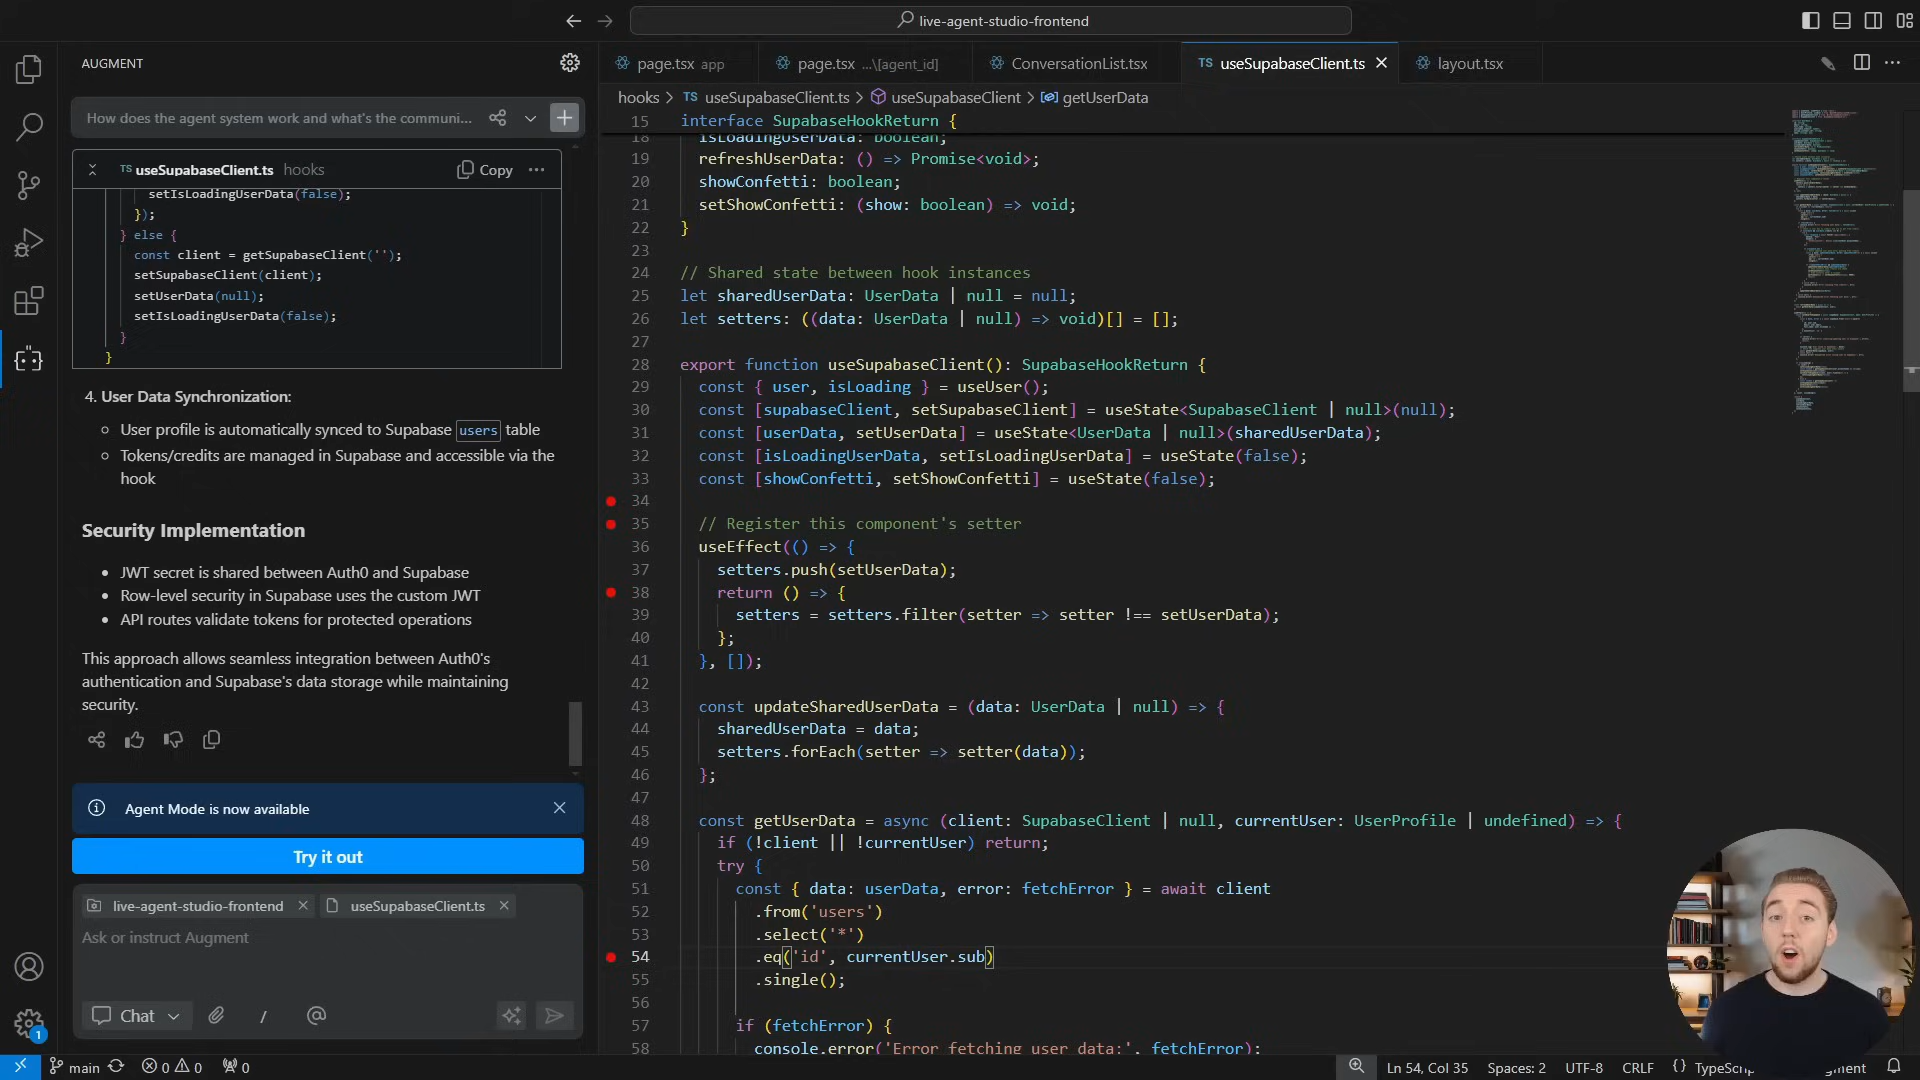 live-agent-studio-frontend
AUGMENT
How does the agent system work and what's the communi...
useSupabaseClient.ts hooks
Copy
setIsLoadingUserData(false);
});
} else {
const client = getSupabaseClient('');
setSupabaseClient(client);
setUserData(null);
setIsLoadingUserData(false);
}
}
4. User Data Synchronization:
User profile is automatically synced to Supabase users table
Tokens/credits are managed in Supabase and accessible via the
hook
Security Implementation
JWT secret is shared between Auth0 and Supabase
Row-level security in Supabase uses the custom JWT
API routes validate tokens for protected operations
This approach allows seamless integration between Auth0's
authentication and Supabase's data storage while maintaining
security.
Agent Mode is now available
Try it out
live-agent-studio-frontend
useSupabaseClient.ts
Ask or instruct Augment
Chat
page.tsx app
page.tsx ...\[agent_id]
ConversationList.tsx
TS useSupabaseClient.ts
layout.tsx
hooks > TS useSupabaseClient.ts > useSupabaseClient > getUserData
15 interface SupabaseHookReturn {
18 isLoadingUserData: boolean;
19 refreshUserData: () => Promise<void>;
20 showConfetti: boolean;
21 setShowConfetti: (show: boolean) => void;
22 }
23
24 // Shared state between hook instances
25 let sharedUserData: UserData | null = null;
26 let setters: ((data: UserData | null) => void)[] = [];
27
28 export function useSupabaseClient(): SupabaseHookReturn {
29 const { user, isLoading } = useUser();
30 const [supabaseClient, setSupabaseClient] = useState<SupabaseClient | null>(null);
31 const [userData, setUserData] = useState<UserData | null>(sharedUserData);
32 const [isLoadingUserData, setIsLoadingUserData] = useState(false);
33 const [showConfetti, setShowConfetti] = useState(false);
34
35 // Register this component's setter
36 useEffect(() => {
37 setters.push(setUserData);
38 return () => {
39 setters = setters.filter(setter => setter !== setUserData);
40 };
41 }, []);
42
43 const updateSharedUserData = (data: UserData | null) => {
44 sharedUserData = data;
45 setters.forEach(setter => setter(data));
46 };
47
48 const getUserData = async (client: SupabaseClient | null, currentUser: UserProfile | undefined) => {
49 if (!client || !currentUser) return;
50 try {
51 const { data: userData, error: fetchError } = await client
52 .from('users')
53 .select('*')
54 .eq('id', currentUser.sub)
55 .single();
56
57 if (fetchError) {
58 console.error('Error fetching user data:', fetchError);
1
main
0
0
0
Ln 54, Col 35
Spaces: 2
UTF-8
CRLF
{} TypeScrip
gment